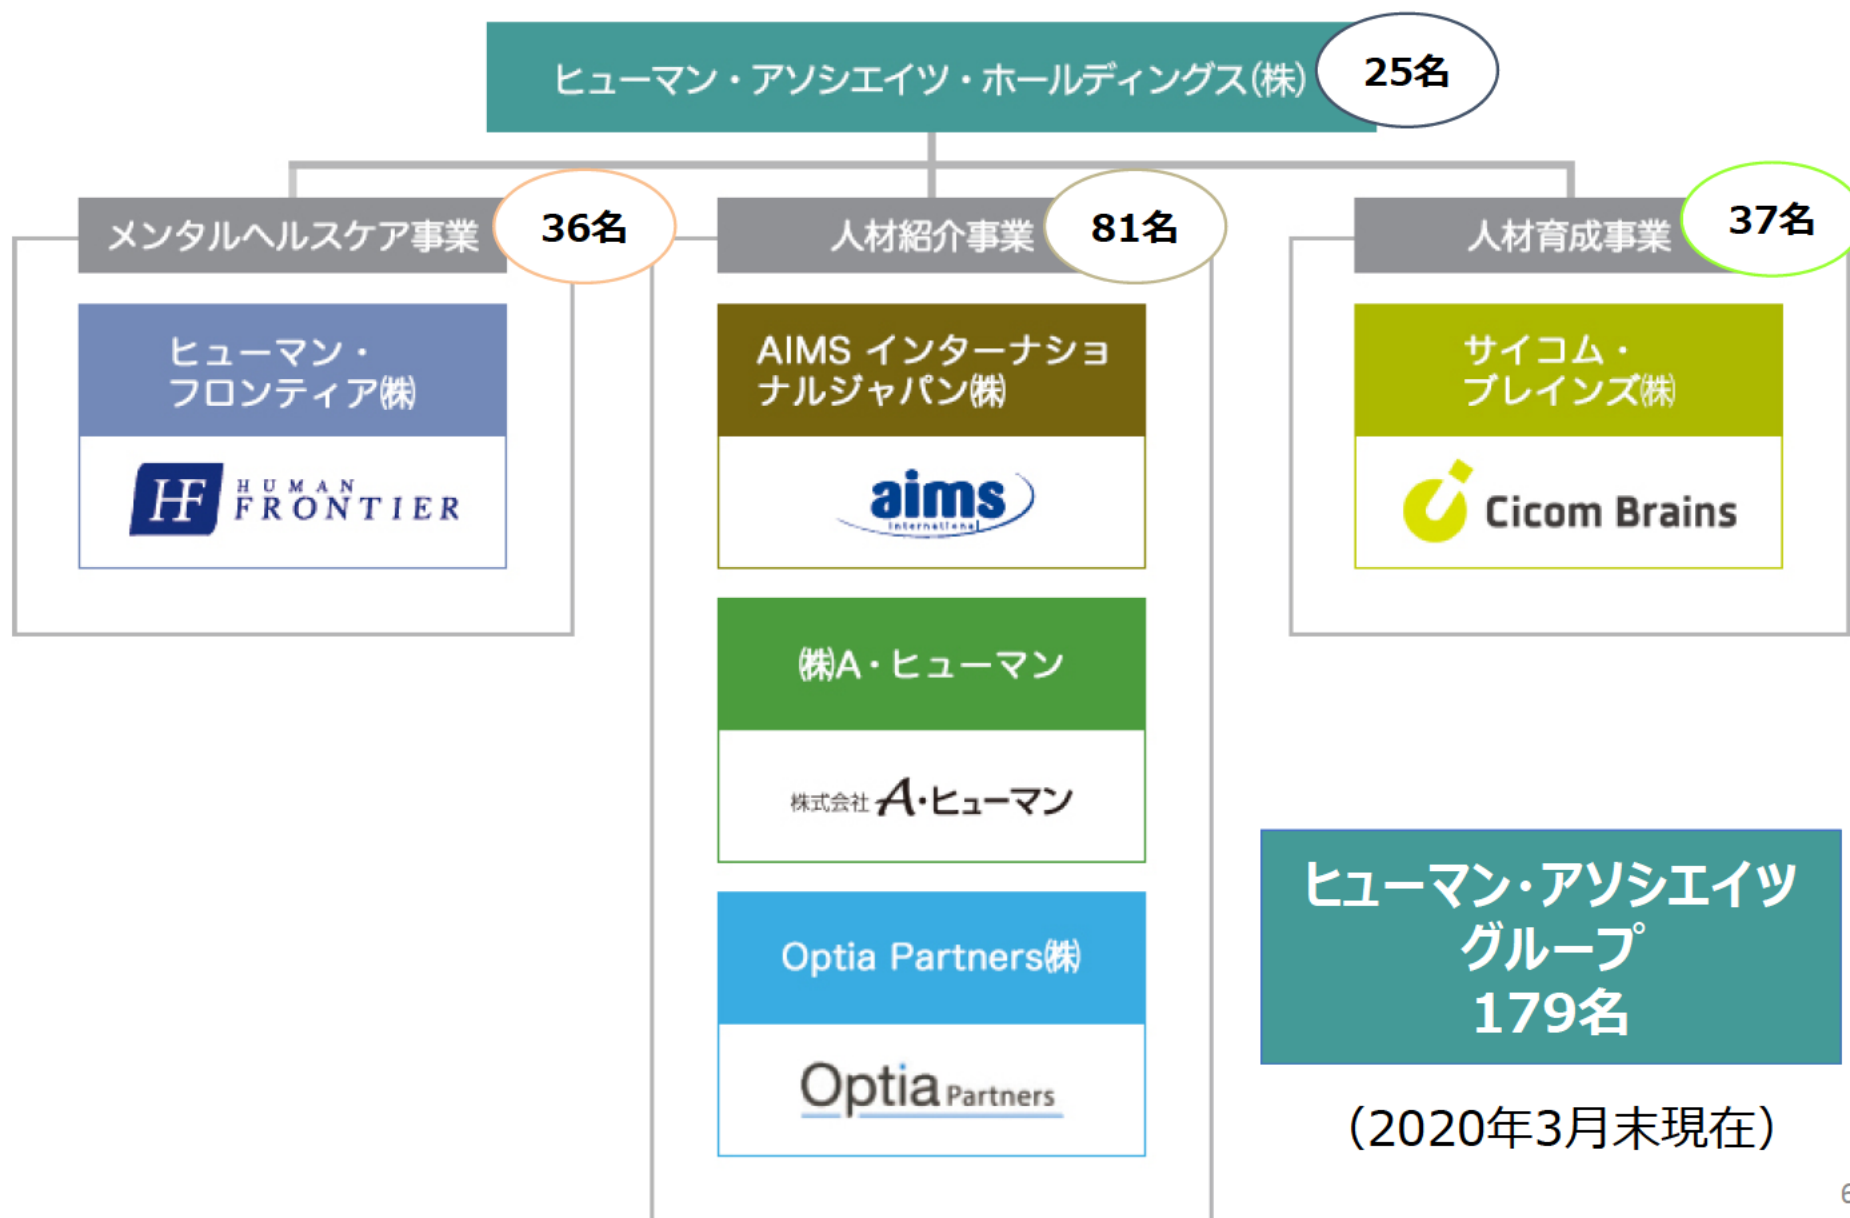 ヒューマン・アソシエイツ・ホールディングス(株)
25名
メンタルヘルスケア事業
36名
人材紹介事業
81名
人材育成事業
37名
ヒューマン・
フロンティア㈱
HF HUMAN
FRONTIER
AIMS インターナショ
ナルジャパン㈱
aims
international
サイコム・
ブレインズ㈱
Cicom Brains
㈱A・ヒューマン
株式会社 A・ヒューマン
Optia Partners㈱
Optia Partners
ヒューマン・アソシエイツ
グループ
179名
（2020年3月末現在）
6